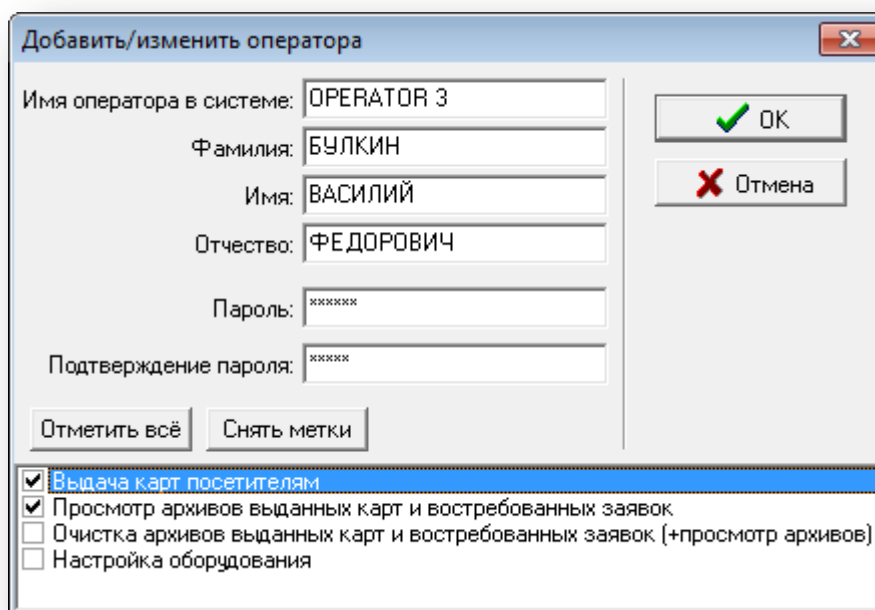 Добавить/изменить оператора
Имя оператора в системе: OPERATOR 3
Фамилия: БУЛКИН
Имя: ВАСИЛИЙ
Отчество: ФЕДОРОВИЧ
Пароль: ******
Подтверждение пароля: *****
OK
Отмена
Отметить всё Снять метки
Выдача карт посетителям
Просмотр архивов выданных карт и востребованных заявок
Очистка архивов выданных карт и востребованных заявок (+просмотр архивов)
Настройка оборудования